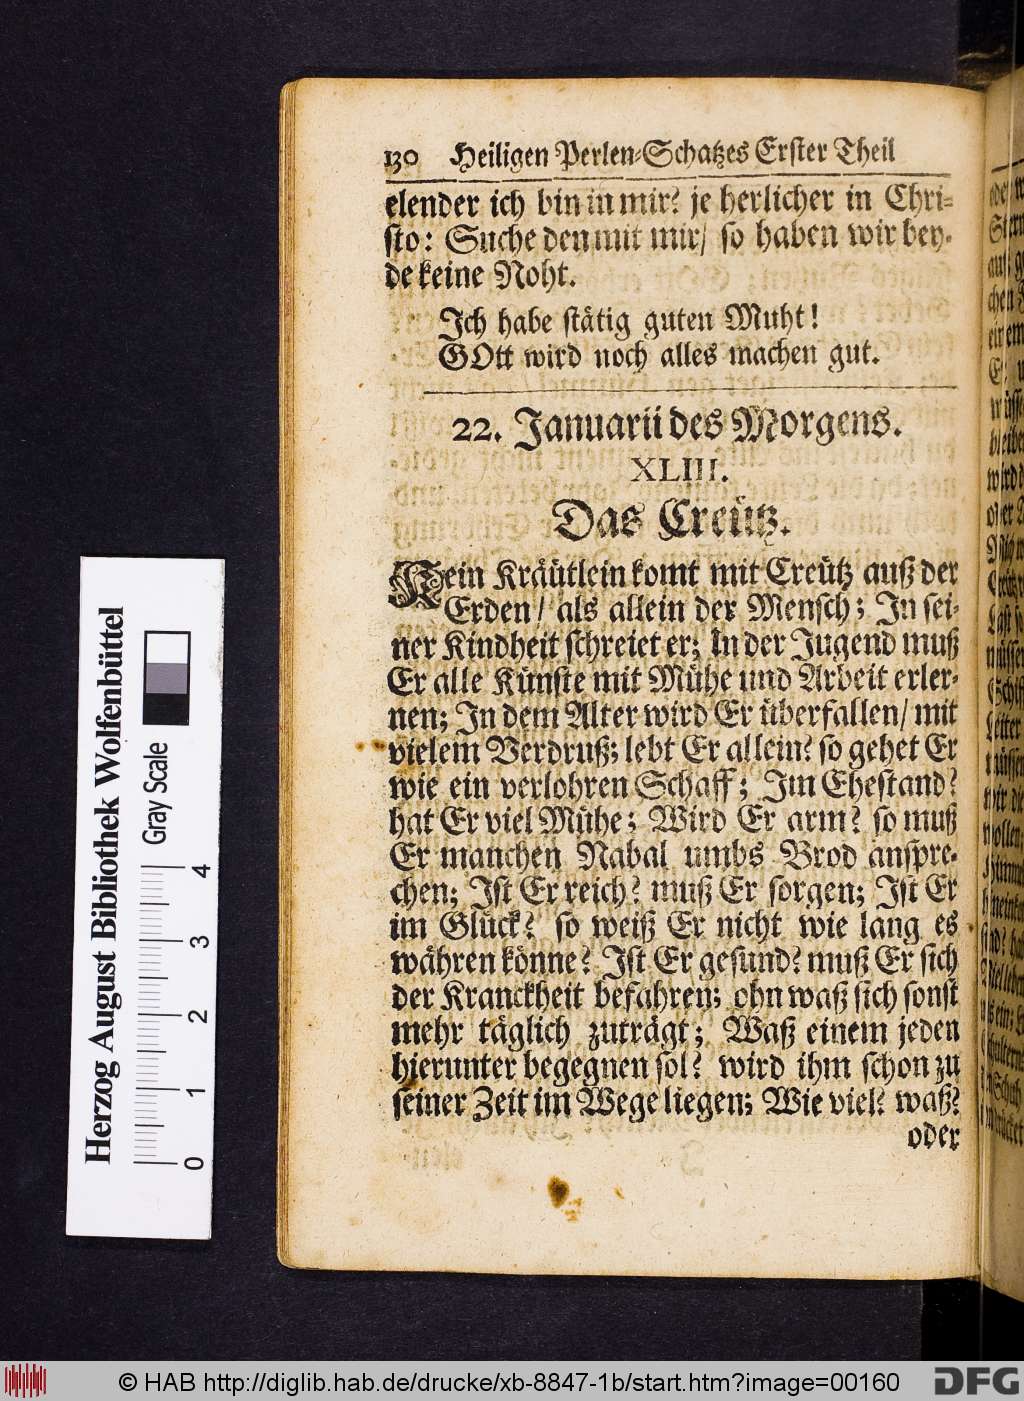 130 Heiligen Perlen-Schatzes Erster Theil
elender ich bin in mir? je herlicher in Chri-
sto: Suche den mit mir/ so haben wir bey-
de keine Noht.
Ich habe stätig guten Muht!
GOtt wird noch alles machen gut.
22. Januarii des Morgens.
XLIII.
Das Creütz.
Kein Kräutlein komt mit Creütz auß der
Erden/ als allein der Mensch; In sei-
ner Kindheit schreiet er; In der Jugend muß
Er alle Künste mit Mühe und Arbeit erler-
nen; In dem Alter wird Er überfallen/ mit
vielem Verdruß; lebt Er allein? so gehet Er
wie ein verlohren Schaff; Im Ehestand?
hat Er viel Mühe; Wird Er arm? so muß
Er manchen Nabal umbs Brod anspre-
chen; Ist Er reich? muß Er sorgen; Ist Er
im Glück? so weiß Er nicht wie lang es
währen könne? Ist Er gesund? muß Er sich
der Kranckheit befahren; ohn waß sich sonst
mehr täglich zuträgt; Waß einem jeden
hierunter begegnen sol? wird ihm schon zu
seiner Zeit im Wege liegen; Wie viel? waß?
oder
Herzog August Bibliothek Wolfenbüttel
Gray Scale
0 1 2 3 4
© HAB http://diglib.hab.de/drucke/xb-8847-1b/start.htm?image=00160
DFG